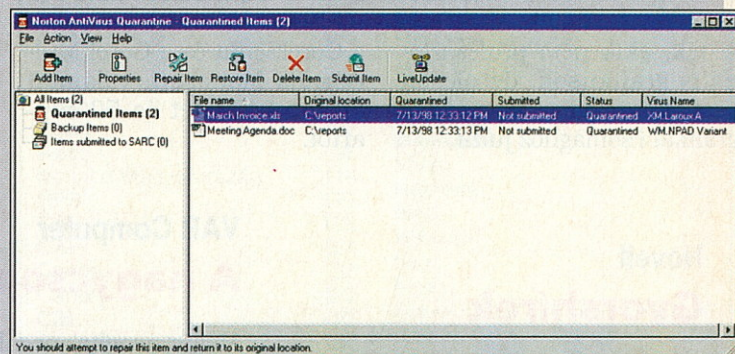 Norton AntiVirus Quarantine - Quarantined Items (2)
File Action View Help
Add Item Properties Repair Item Restore Item Delete Item Submit Item LiveUpdate
All Items (2)
Quarantined Items (2)
Backup Items (0)
Items submitted to SARC (0)
File name Original location Quarantined Submitted Status Virus Name
March Invoice.xls C:\reports 7/13/98 12:33:12 PM Not submitted Quarantined XM.Laroux.A
Meeting Agenda.doc C:\reports 7/13/98 12:33:13 PM Not submitted Quarantined WM.NPAD Variant
You should attempt to repair this item and return it to its original location.